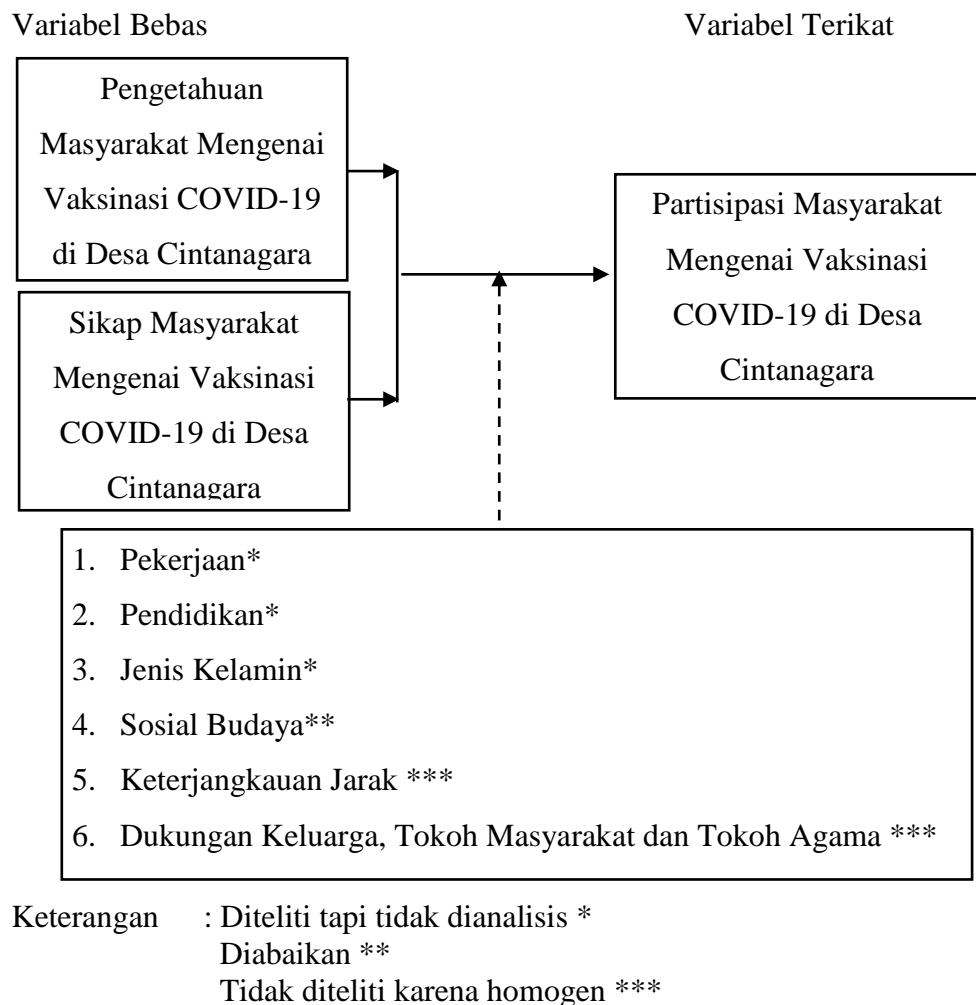 Variabel Bebas
Variabel Terikat
Pengetahuan
Masyarakat Mengenai
Vaksinasi COVID-19
di Desa Cintanagara
Sikap Masyarakat
Mengenai Vaksinasi
COVID-19 di Desa
Cintanagara
Partisipasi Masyarakat
Mengenai Vaksinasi
COVID-19 di Desa
Cintanagara
1. Pekerjaan*
2. Pendidikan*
3. Jenis Kelamin*
4. Sosial Budaya**
5. Keterjangkauan Jarak ***
6. Dukungan Keluarga, Tokoh Masyarakat dan Tokoh Agama ***
Keterangan : Diteliti tapi tidak dianalisis *
Diabaikan **
Tidak diteliti karena homogen ***